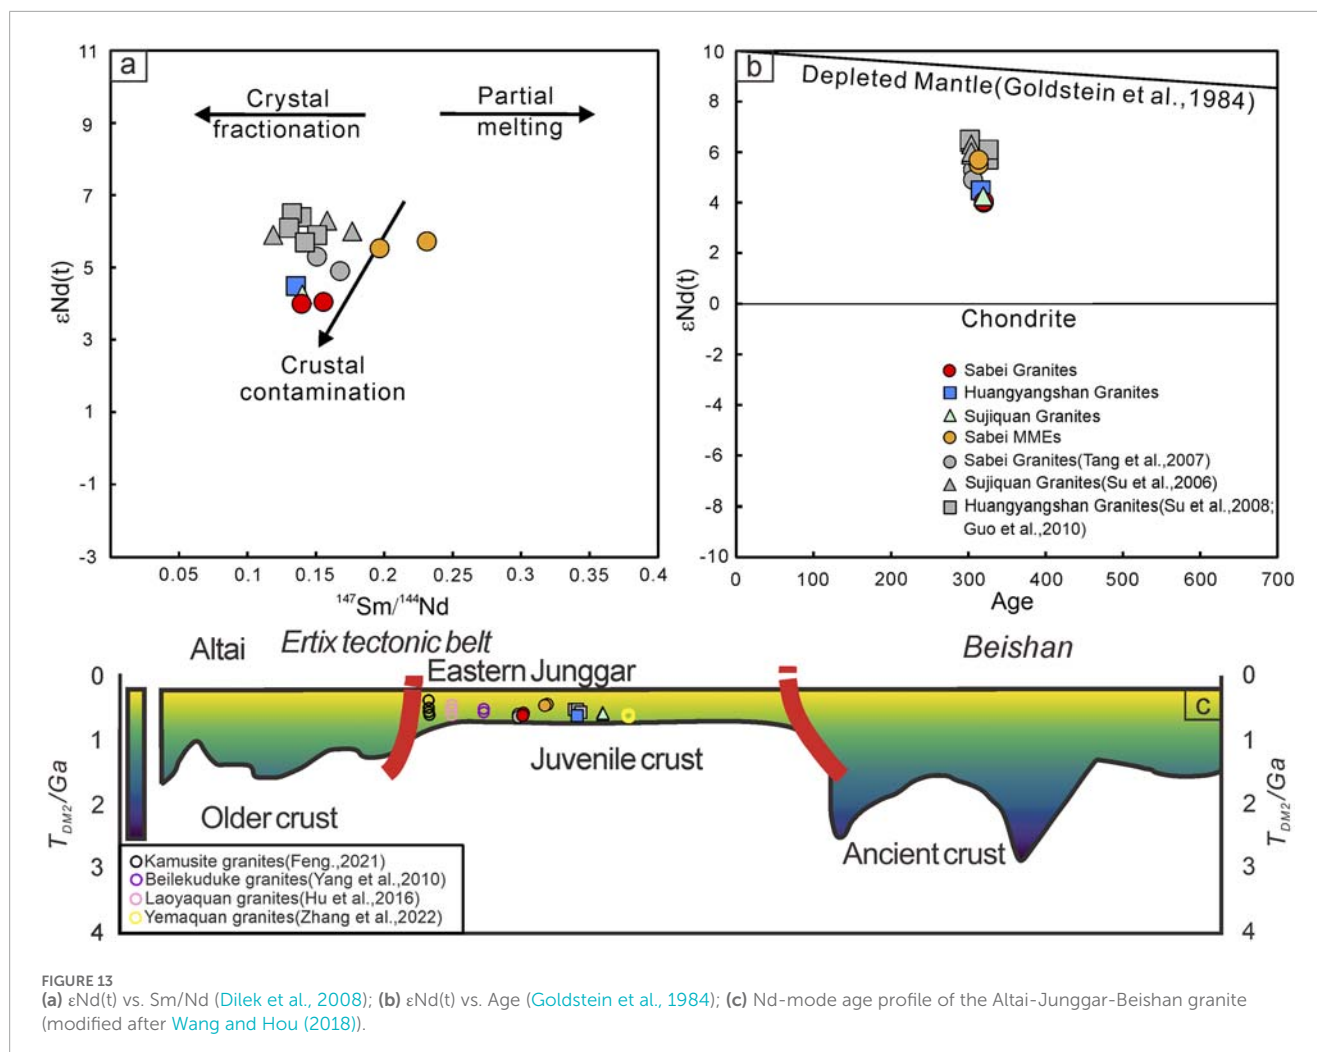 a
11
9
7
5
3
1
-1
-3
εNd(t)
Crystal
fractionation
Partial
melting
Crustal
contamination
0.05
0.1
0.15
0.2
0.25
0.3
0.35
0.4
¹⁴⁷Sm/¹⁴⁴Nd
b
10
8
6
4
2
0
-2
-4
-6
-8
-10
εNd(t)
Depleted Mantle(Goldstein et al.,1984)
Chondrite
Sabei Granites
Huangyangshan Granites
Sujiquan Granites
Sabei MMEs
Sabei Granites(Tang et al.,2007)
Sujiquan Granites(Su et al.,2006)
Huangyangshan Granites(Su et al.,2008;
Guo et al.,2010)
0
100
200
300
400
500
600
700
Age
Altai
Ertix tectonic belt
Eastern Junggar
Beishan
c
0
1
2
3
4
T_DM2/Ga
Older crust
Juvenile crust
Ancient crust
0
1
2
3
4
T_DM2/Ga
Kamusite granites(Feng.,2021)
Beilekuduke granites(Yang et al.,2010)
Laoyaquan granites(Hu et al.,2016)
Yemaquan granites(Zhang et al.,2022)
FIGURE 13
(a) εNd(t) vs. Sm/Nd (Dilek et al., 2008); (b) εNd(t) vs. Age (Goldstein et al., 1984); (c) Nd-mode age profile of the Altai-Junggar-Beishan granite
(modified after Wang and Hou (2018)).